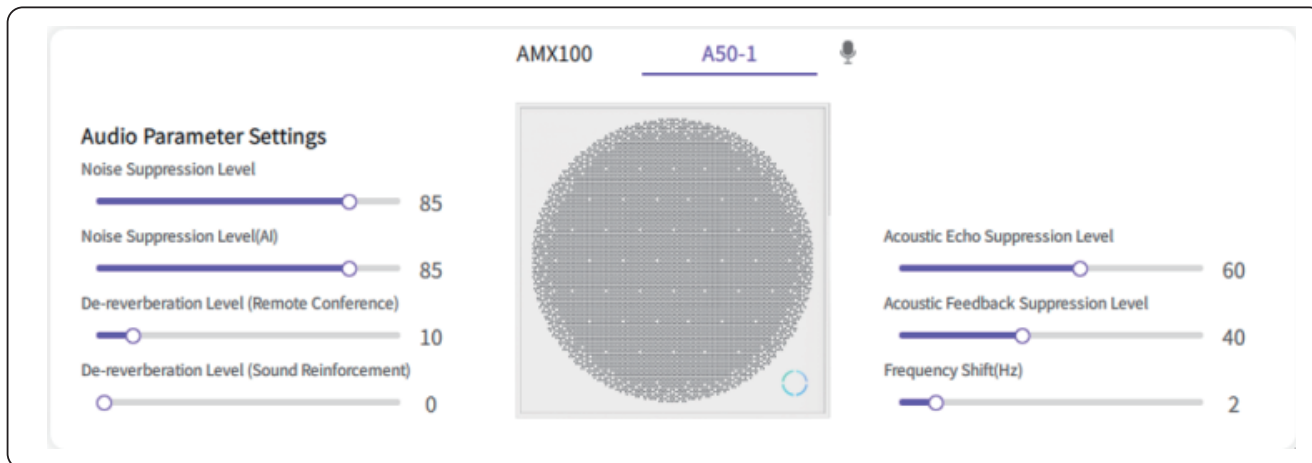 AMX100 A50-1
Audio Parameter Settings
Noise Suppression Level
85
Noise Suppression Level(AI)
85
De-reverberation Level (Remote Conference)
10
De-reverberation Level (Sound Reinforcement)
0
Acoustic Echo Suppression Level
60
Acoustic Feedback Suppression Level
40
Frequency Shift(Hz)
2